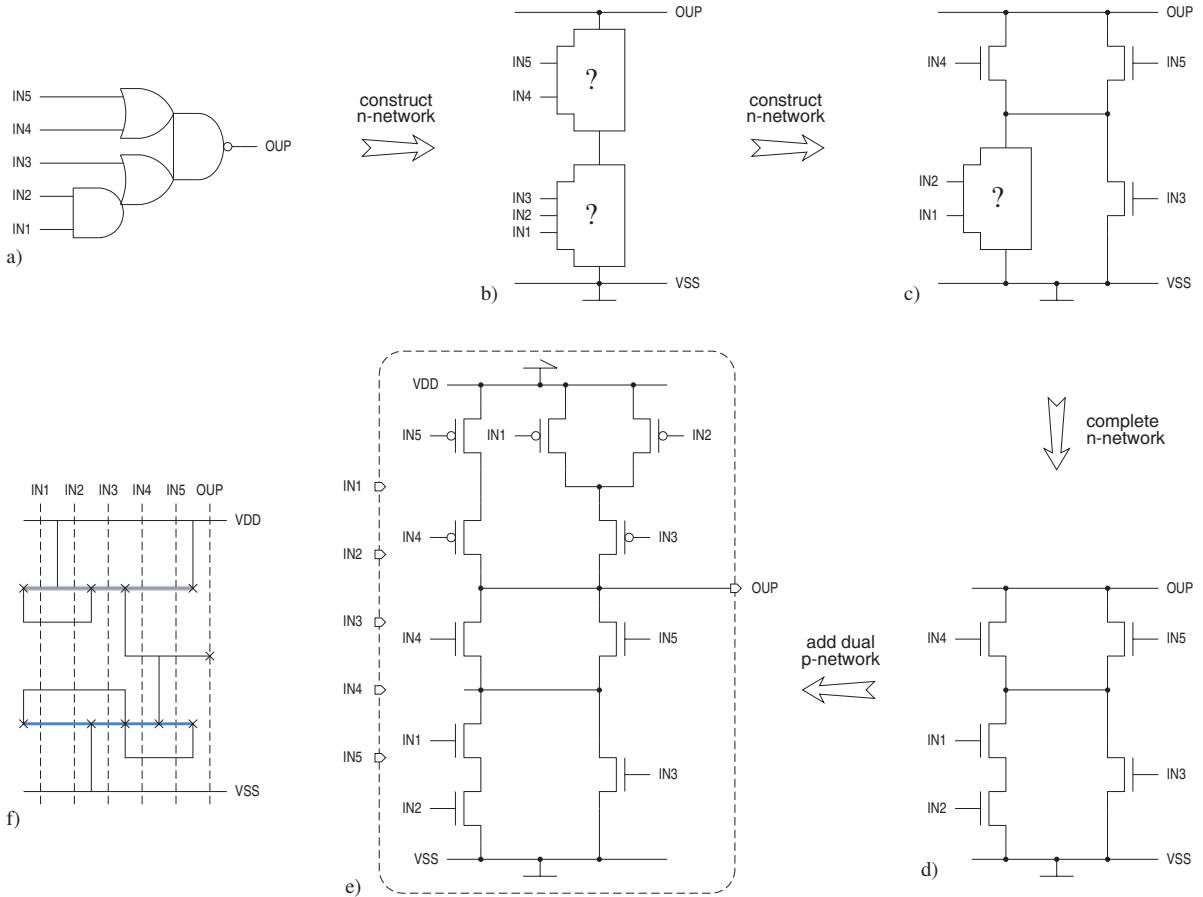 IN5
IN4
IN3
IN2
IN1
OUP
a)
construct
n-network
OUP
IN5
IN4
?
IN3
IN2
IN1
?
VSS
b)
construct
n-network
OUP
IN4
IN5
IN2
IN1
?
IN3
VSS
c)
complete
n-network
OUP
IN4
IN5
IN1
IN2
IN3
VSS
d)
add dual
p-network
VDD
IN5
IN1
IN2
IN4
IN3
IN1
IN2
IN3
IN4
IN5
OUP
IN4
IN5
IN1
IN3
IN2
VSS
e)
IN1 IN2 IN3 IN4 IN5 OUP
VDD
VSS
f)